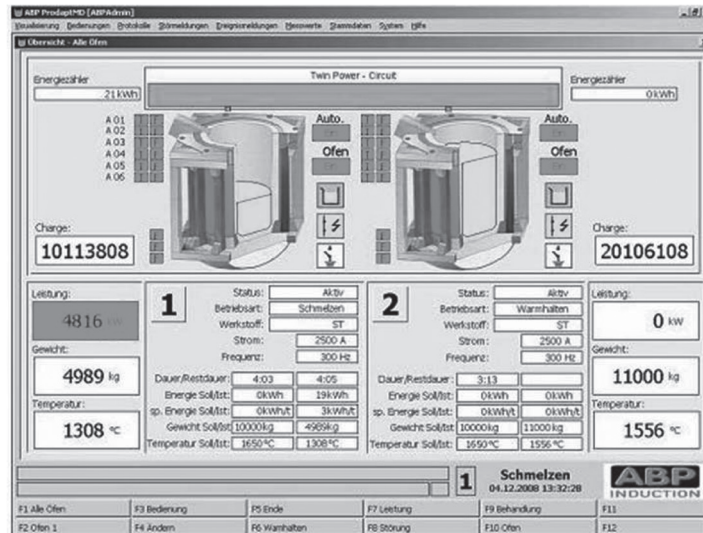 ABP ProdaptMD [ABPAdmin]
Visualisierung Bedienungen Protokolle Störmeldungen Ereignismeldungen Messwerte Stammdaten System Hilfe
Übersicht - Alle Öfen
Twin Power - Circuit
Energiezähler
21 kWh
Energiezähler
0 kWh
A 01
A 02
A 03
A 04
A 05
A 06
Auto.
Ofen
Auto.
Ofen
Charge:
10113808
Charge:
20106108
Leistung:
4816 kW
Gewicht:
4989 kg
Temperatur:
1308 °C
1
Status: Aktiv
Betriebsart: Schmelzen
Werkstoff: ST
Strom: 2500 A
Frequenz: 300 Hz
Dauer/Restdauer: 4:03 4:05
Energie Soll/Ist: 0kWh 19kWh
sp. Energie Soll/Ist: 0kWh/t 3kWh/t
Gewicht Soll/Ist: 10000kg 4989kg
Temperatur Soll/Ist: 1650°C 1308°C
2
Status: Aktiv
Betriebsart: Warmhalten
Werkstoff: ST
Strom: 2500 A
Frequenz: 300 Hz
Dauer/Restdauer: 3:13
Energie Soll/Ist: 0kWh 0kWh
sp. Energie Soll/Ist: 0kWh/t 0kWh/t
Gewicht Soll/Ist: 10000kg 11000kg
Temperatur Soll/Ist: 1650°C 1556°C
Leistung:
0 kW
Gewicht:
11000 kg
Temperatur:
1556 °C
1
Schmelzen
04.12.2008 13:32:28
ABP
INDUCTION
F1 Alle Öfen F3 Bedienung F5 Ende F7 Leistung F9 Behandlung F11
F2 Ofen 1 F4 Ändern F6 Warmhalten F8 Störung F10 Ofen F12